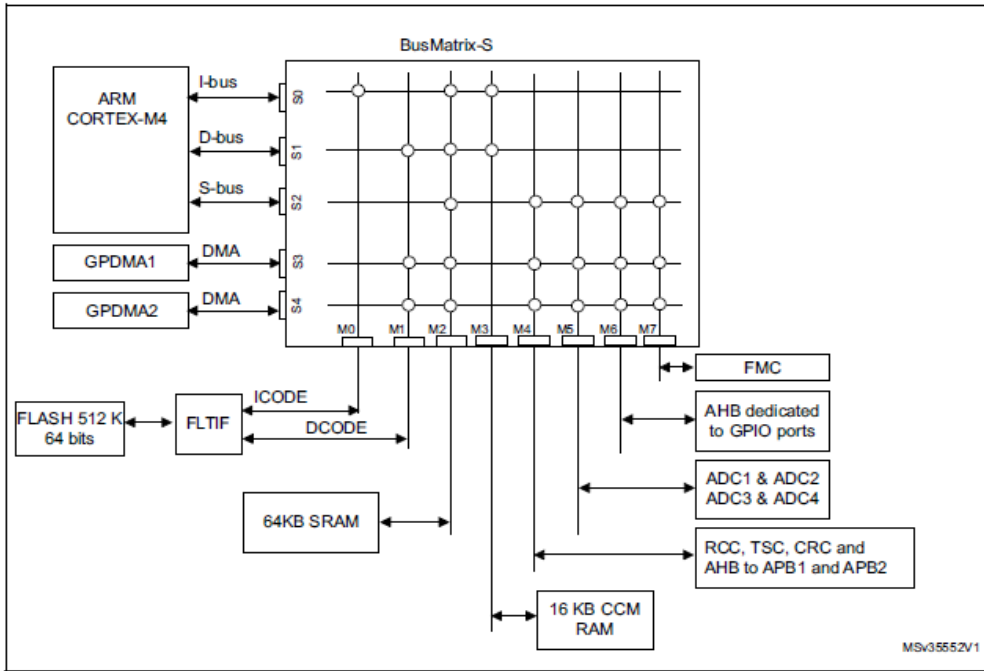 BusMatrix-S
ARM
CORTEX-M4
I-bus
S0
D-bus
S1
S-bus
S2
GPDMA1
DMA
S3
GPDMA2
DMA
S4
M0
M1
M2
M3
M4
M5
M6
M7
FMC
ICODE
FLASH 512 K
64 bits
FLTIF
DCODE
AHB dedicated
to GPIO ports
ADC1 & ADC2
ADC3 & ADC4
64KB SRAM
RCC, TSC, CRC and
AHB to APB1 and APB2
16 KB CCM
RAM
MSv35552V1